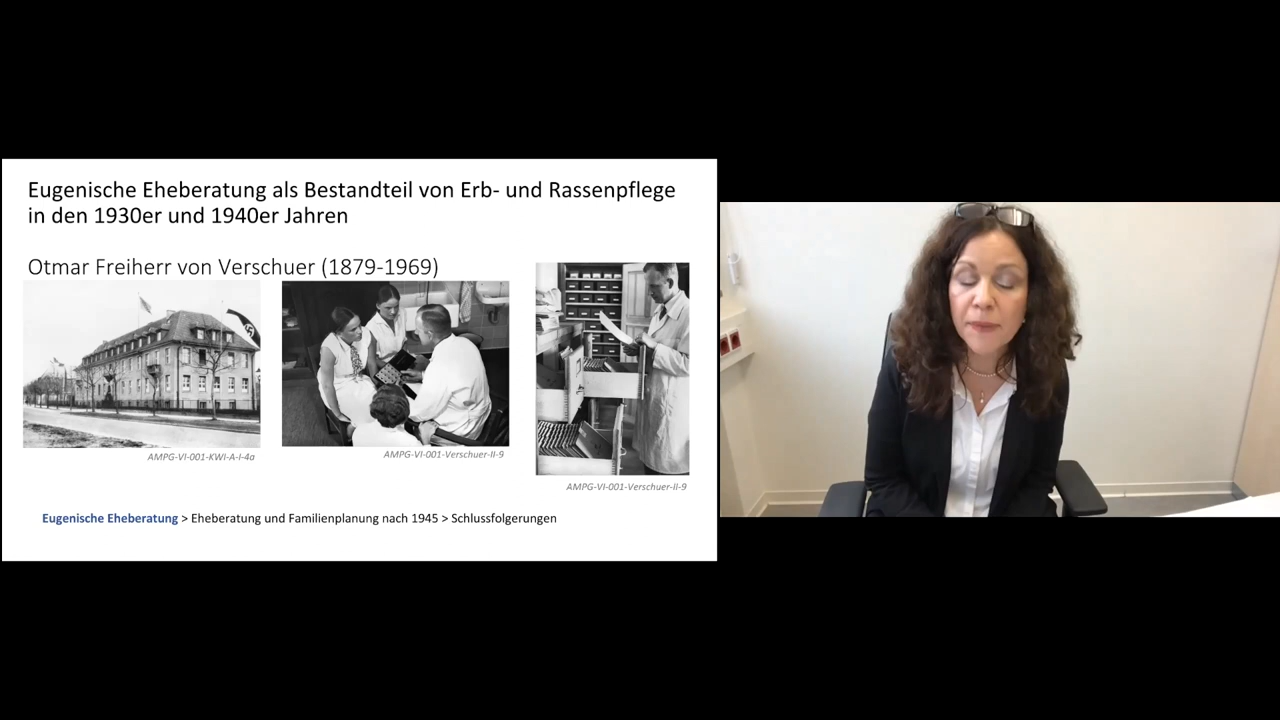 Eugenische Eheberatung als Bestandteil von Erb- und Rassenpflege
in den 1930er und 1940er Jahren
Otmar Freiherr von Verschuer (1879-1969)
AMPG-VI-001-KWI-A-I-4a
AMPG-VI-001-Verschuer-II-9
AMPG-VI-001-Verschuer-II-9
Eugenische Eheberatung > Eheberatung und Familienplanung nach 1945 > Schlussfolgerungen